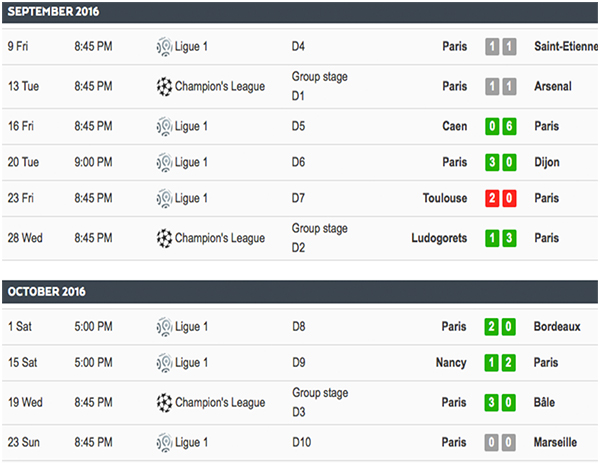 SEPTEMBER 2016
9 Fri 8:45 PM Ligue 1 D4 Paris 1 1 Saint-Etienne
13 Tue 8:45 PM Champion's League Group stage D1 Paris 1 1 Arsenal
16 Fri 8:45 PM Ligue 1 D5 Caen 0 6 Paris
20 Tue 9:00 PM Ligue 1 D6 Paris 3 0 Dijon
23 Fri 8:45 PM Ligue 1 D7 Toulouse 2 0 Paris
28 Wed 8:45 PM Champion's League Group stage D2 Ludogorets 1 3 Paris
OCTOBER 2016
1 Sat 5:00 PM Ligue 1 D8 Paris 2 0 Bordeaux
15 Sat 5:00 PM Ligue 1 D9 Nancy 1 2 Paris
19 Wed 8:45 PM Champion's League Group stage D3 Paris 3 0 Bâle
23 Sun 8:45 PM Ligue 1 D10 Paris 0 0 Marseille